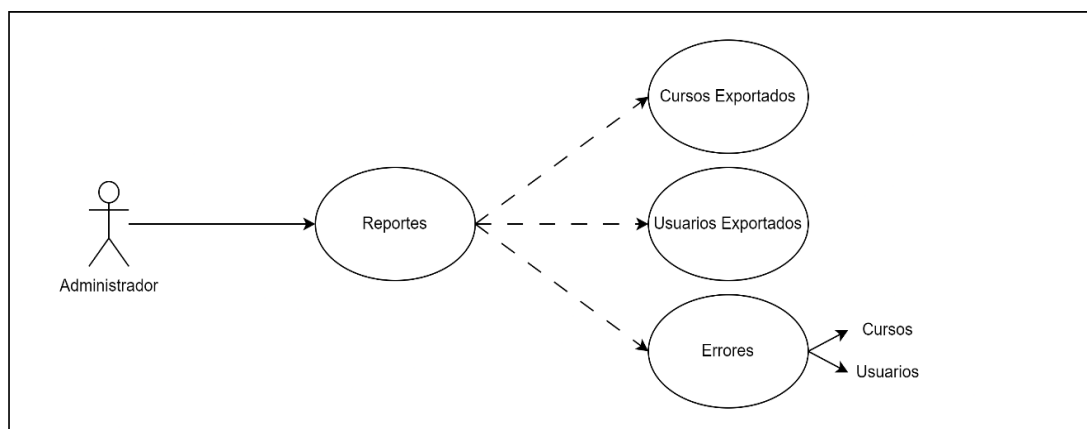 Cursos Exportados
Reportes
Usuarios Exportados
Administrador
Errores
Cursos
Usuarios